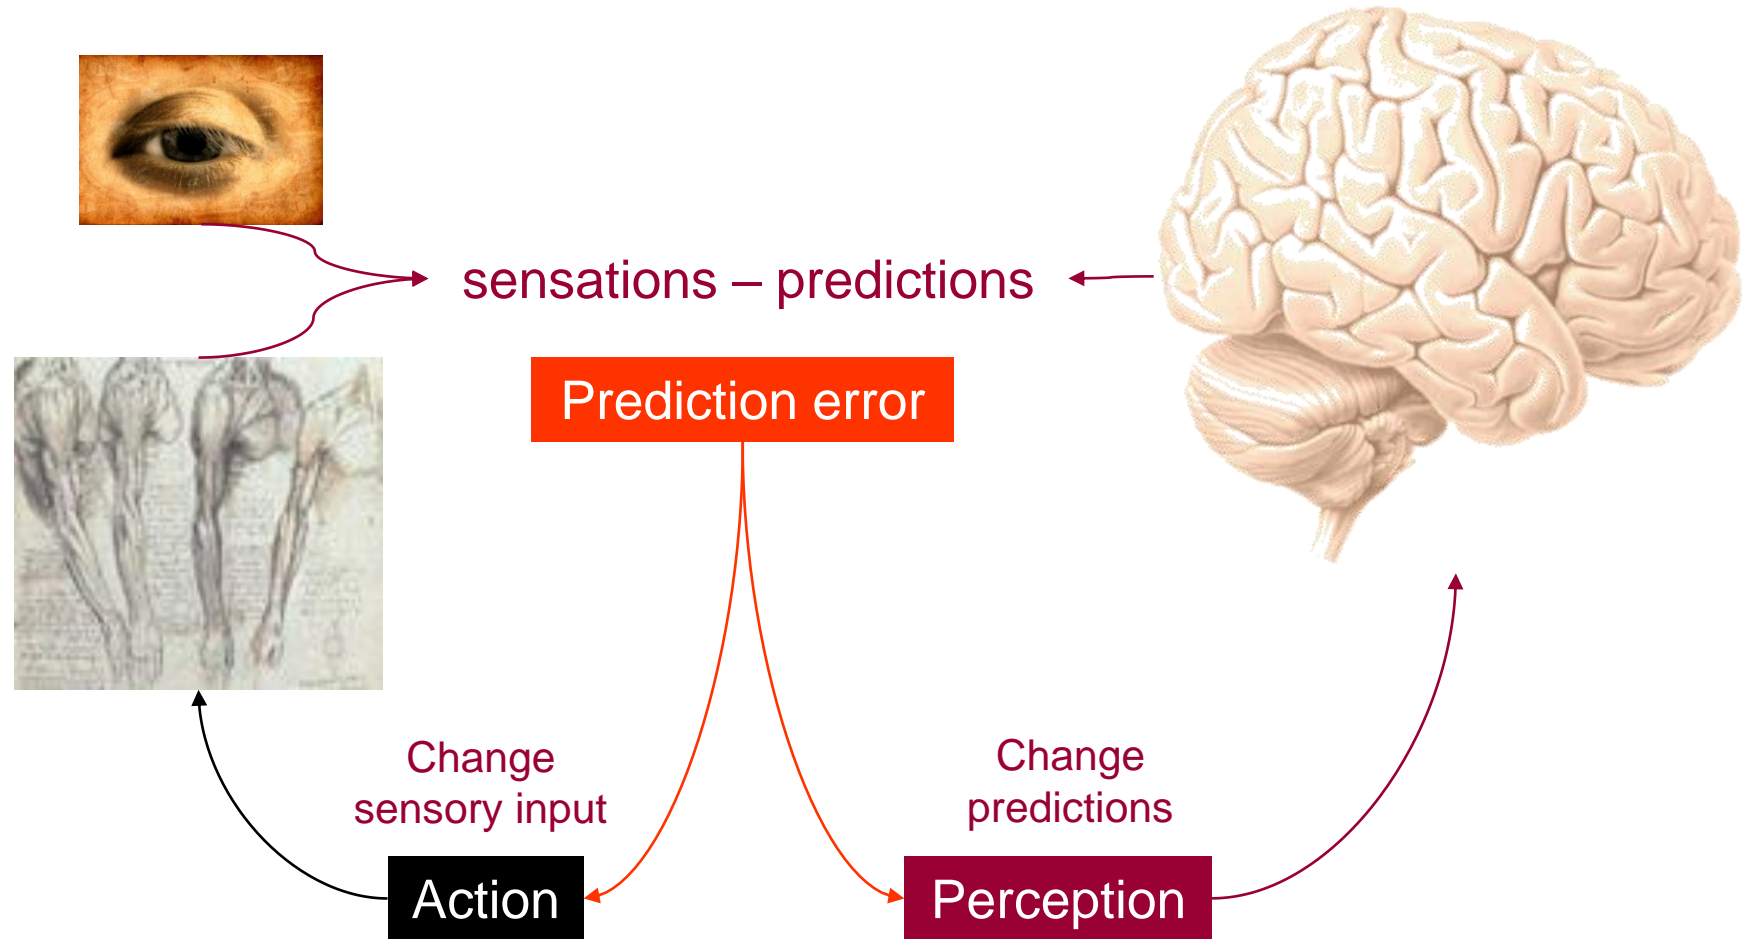 sensations – predictions
Prediction error
Change
sensory input
Change
predictions
Action
Perception